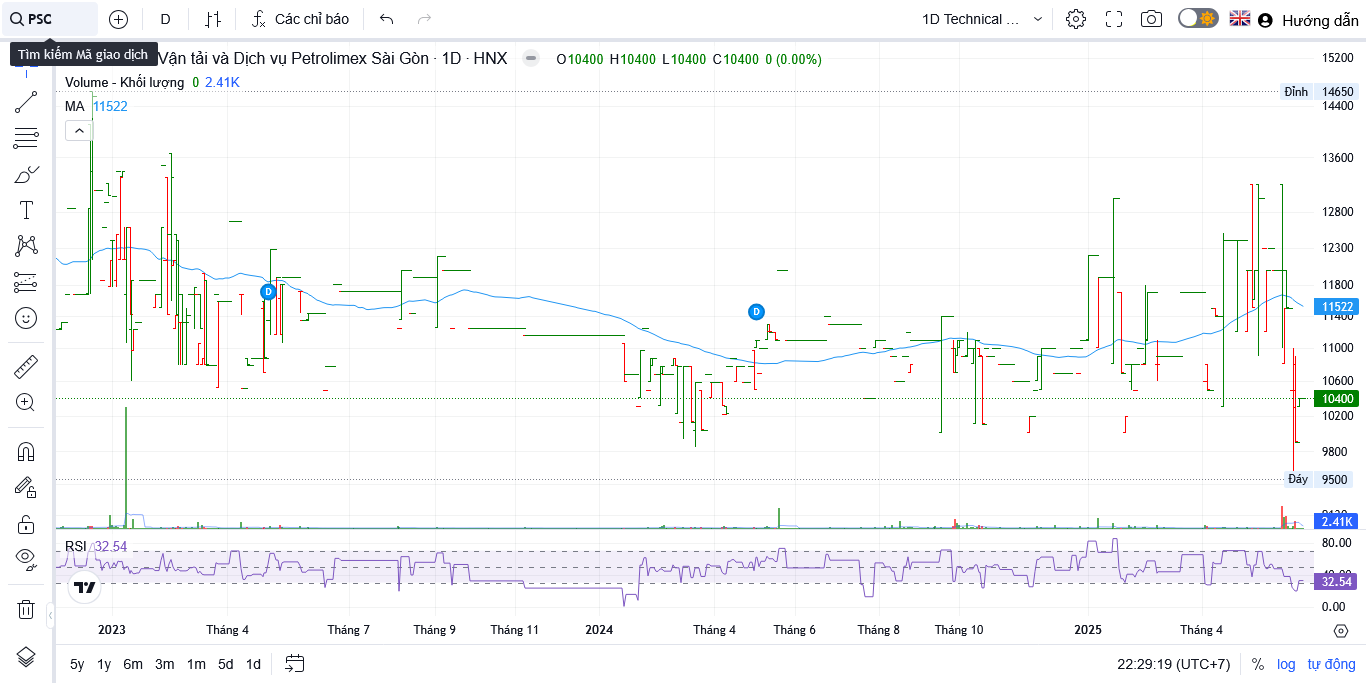 PSC D Các chỉ báo 1D Technical ... Hướng dẫn
Tìm kiếm Mã giao dịch
Vận tải và Dịch vụ Petrolimex Sài Gòn · 1D · HNX O10400 H10400 L10400 C10400 0 (0.00%)
Volume - Khối lượng 0 2.41K
MA 11522
15200
Đỉnh 14650
14400
13600
12800
12300
11800
11522
11400
11000
10600
10400
10200
9800
Đáy 9500
2.41K
D
D
RSI 32.54
80.00
40.00
32.54
0.00
2023 Tháng 4 Tháng 7 Tháng 9 Tháng 11 2024 Tháng 4 Tháng 6 Tháng 8 Tháng 10 2025 Tháng 4
5y 1y 6m 3m 1m 5d 1d 22:29:19 (UTC+7) % log tự động